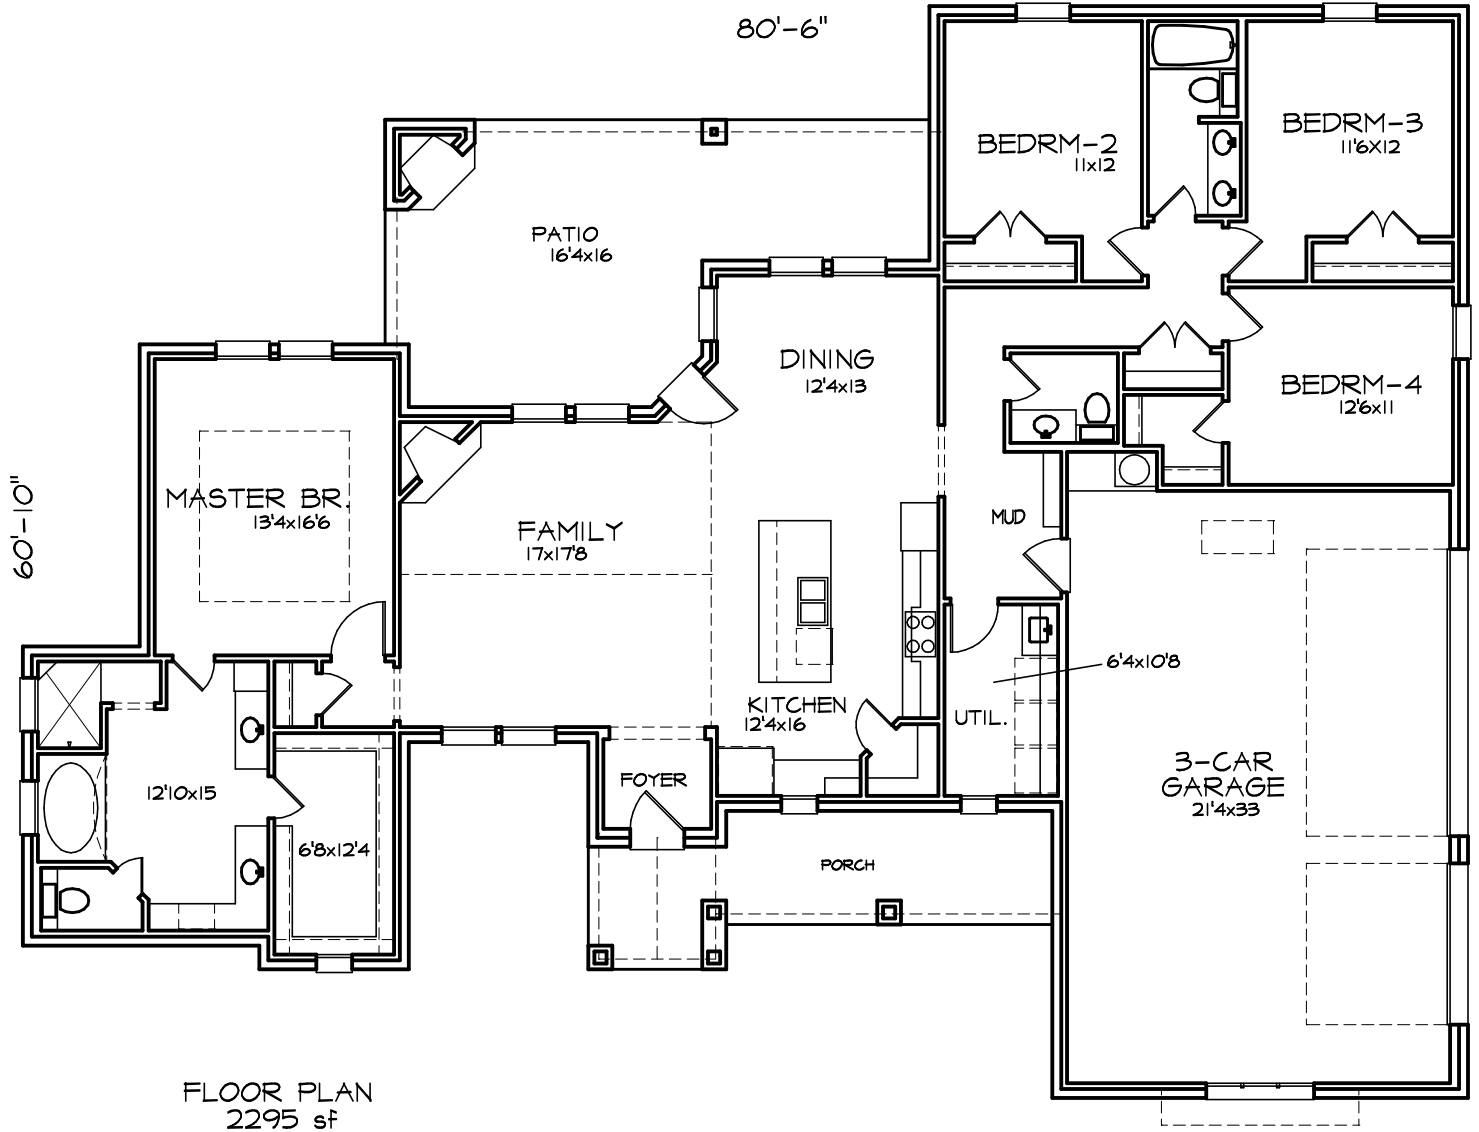 80'-6"
BEDRM-2
11x12
BEDRM-3
11'6x12
PATIO
16'4x16
DINING
12'4x13
BEDRM-4
12'6x11
60'-10"
MASTER BR.
13'4x16'6
FAMILY
17x17'8
MUD
6'4x10'8
KITCHEN
12'4x16
UTIL.
FOYER
12'10x15
3-CAR
GARAGE
21'4x33
6'8x12'4
PORCH
FLOOR PLAN
2295 sf